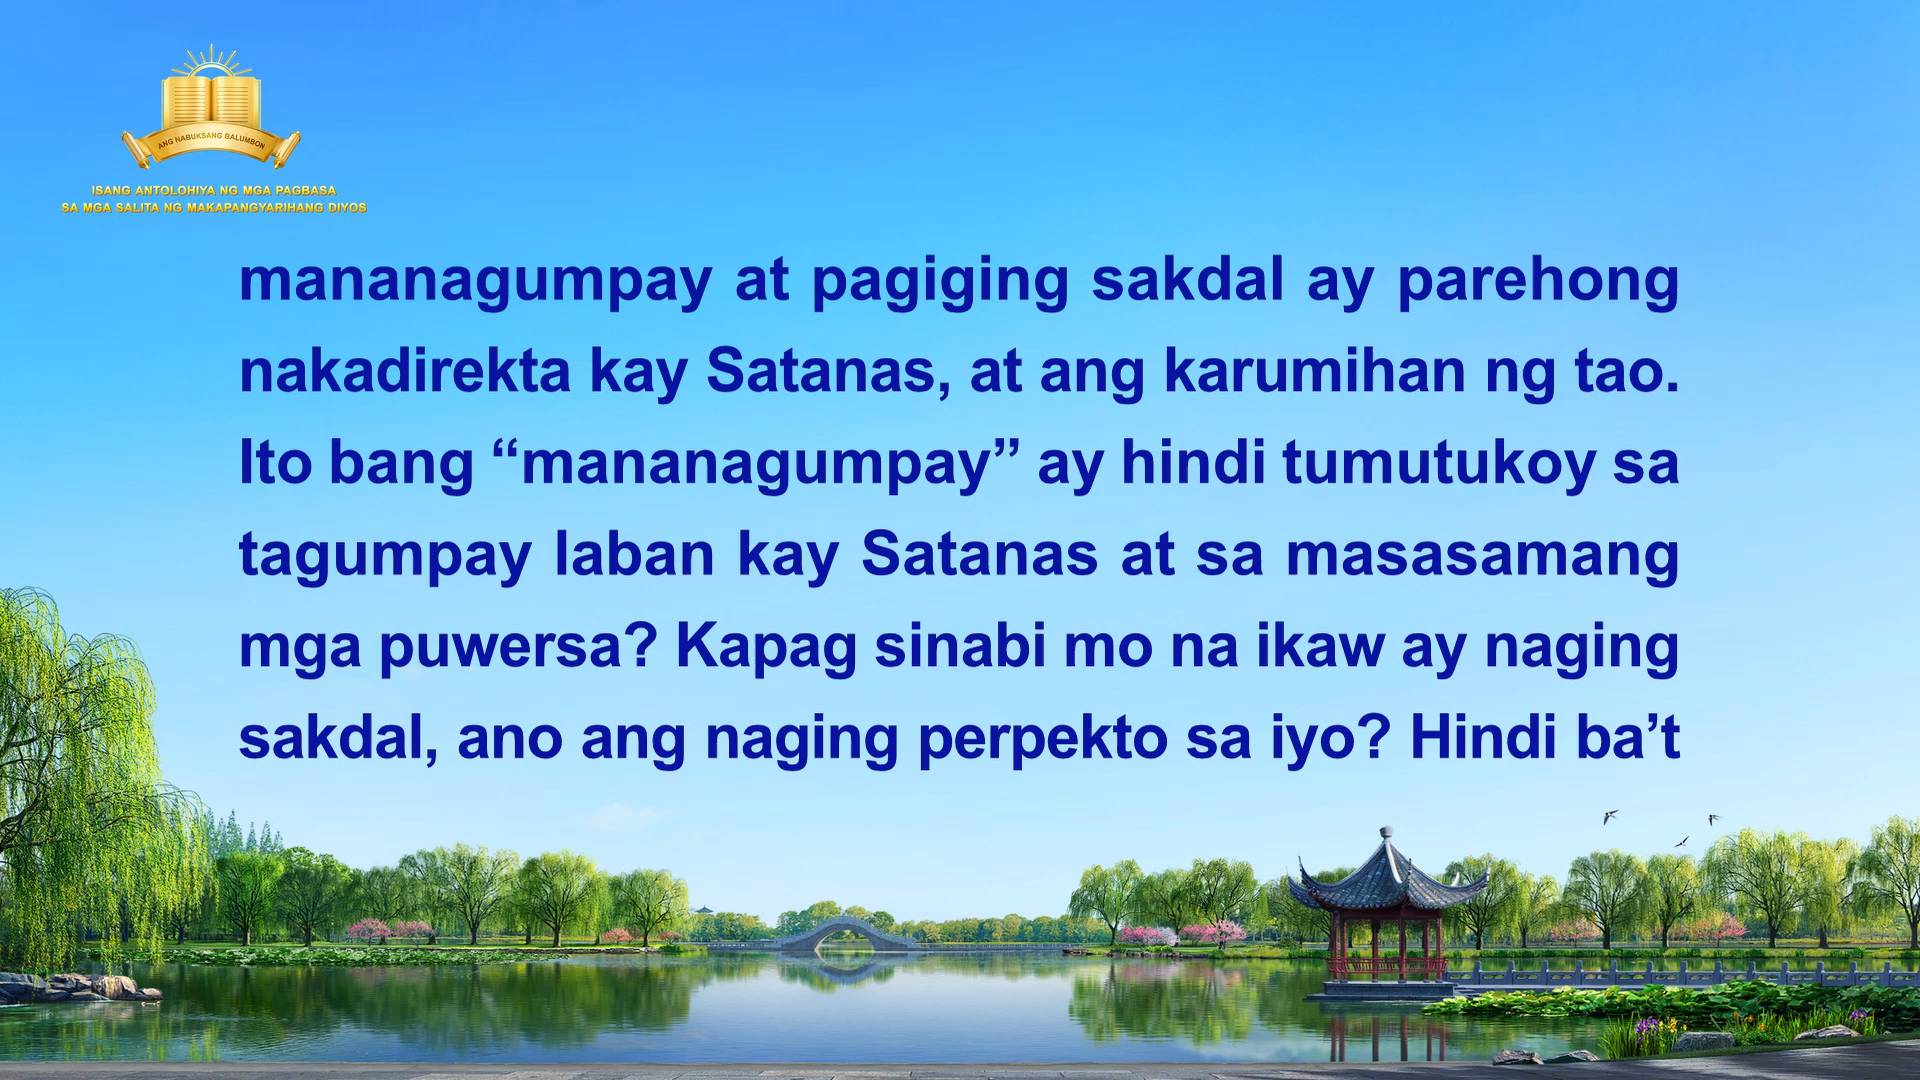 ANG NABUKSANG BALUMBON
ISANG ANTOLOHIYA NG MGA PAGBASA
SA MGA SALITA NG MAKAPANGYARIHANG DIYOS
mananagumpay at pagiging sakdal ay parehong
nakadirekta kay Satanas, at ang karumihan ng tao.
Ito bang “mananagumpay” ay hindi tumutukoy sa
tagumpay laban kay Satanas at sa masasamang
mga puwersa? Kapag sinabi mo na ikaw ay naging
sakdal, ano ang naging perpekto sa iyo? Hindi ba’t